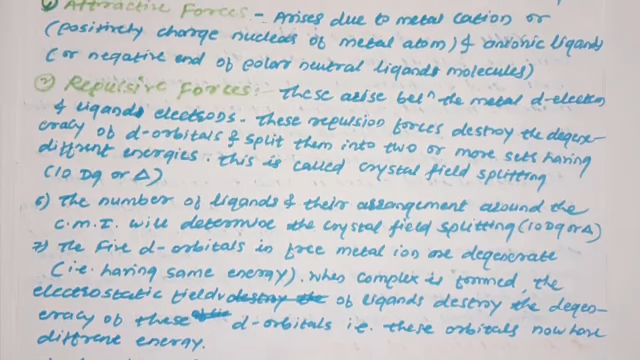 ① Attractive Forces - Arises due to metal cation or
(positively charge nucleus of metal atom) & anionic ligands
(or negative end of polar neutral ligands molecules)
② Repulsive Forces:- These arise betn the metal d-electron
& ligands electrons. These repulsion forces destroy the degene-
racy of d-orbitals & split them into two or more sets having
different energies. This is called crystal field splitting
(10 Dq or Δ)
6) The number of ligands & their arrangement around the
C.M.I. will determine the crystal field splitting (10 Dq or Δ)
7) The five d-orbitals in free metal ion are degenerate
(i.e. having same energy). When complex is formed, the
electrostatic field destroy the of ligands destroy the degen-
eracy of these d-orbitals i.e. these orbitals now have
different energy.